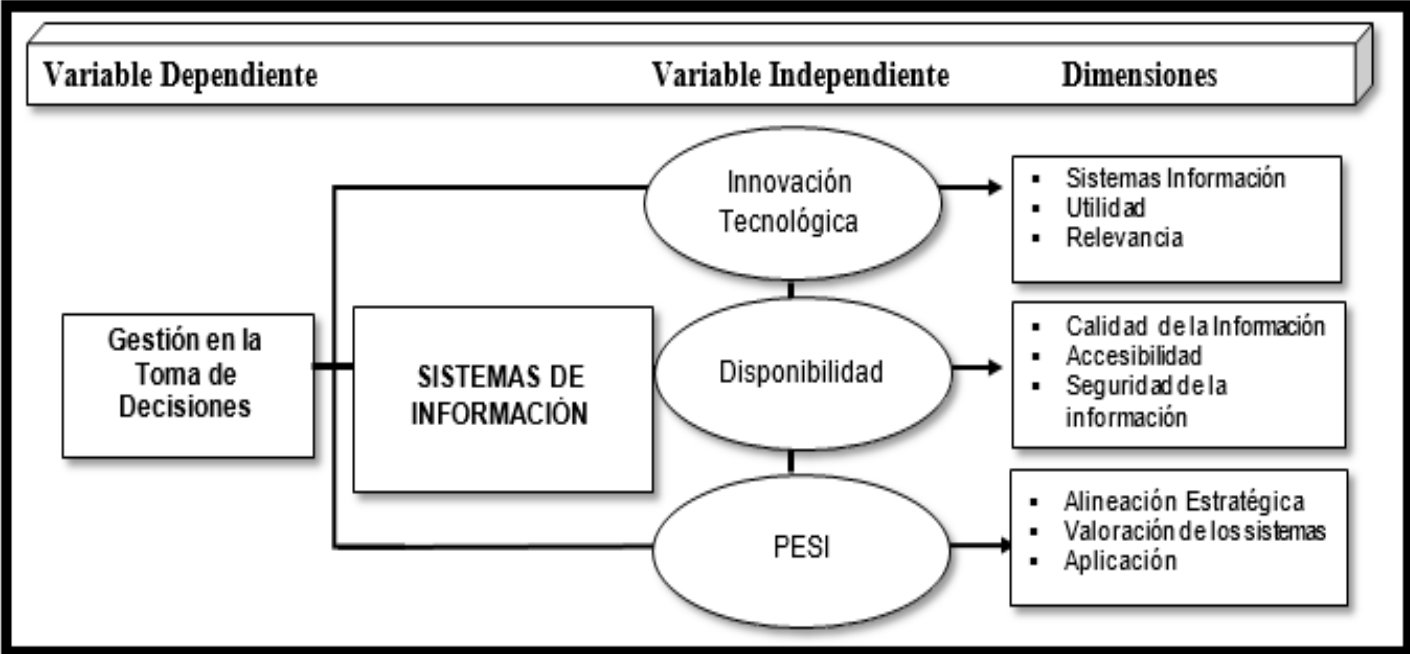 Variable Dependiente
Variable Independiente
Dimensiones
Gestión en la
Toma de
Decisiones
SISTEMAS DE
INFORMACIÓN
Innovación
Tecnológica
Disponibilidad
PESI
▪ Sistemas Información
▪ Utilidad
▪ Relevancia
▪ Calidad de la Información
▪ Accesibilidad
▪ Seguridad de la
información
▪ Alineación Estratégica
▪ Valoración de los sistemas
▪ Aplicación